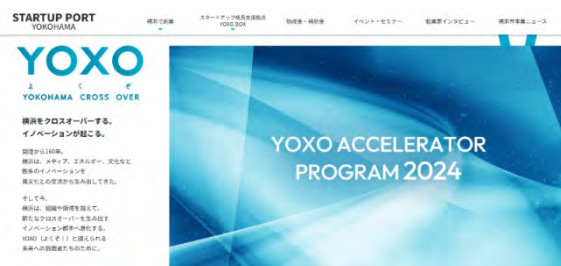 STARTUP PORT
YOKOHAMA
横浜で創業
スタートアップ成長支援拠点
YOXO BOX
助成金・補助金
イベント・セミナー
起業家インタビュー
横浜市事業ニュース
YOXO
よ く ぞ
YOKOHAMA CROSS OVER
横浜をクロスオーバーする。
イノベーションが起こる。
開港から160年。
横浜は、メディア、エネルギー、文化など
数多のイノベーションを
異文化との交流から生み出してきた。
そして今、
横浜は、組織や領域を超えて、
新たなクロスオーバーを生み出す
イノベーション都市へ進化する。
YOXO（よくぞ！）と讃えられる
未来への挑戦者たちのために。
YOXO ACCELERATOR
PROGRAM 2024